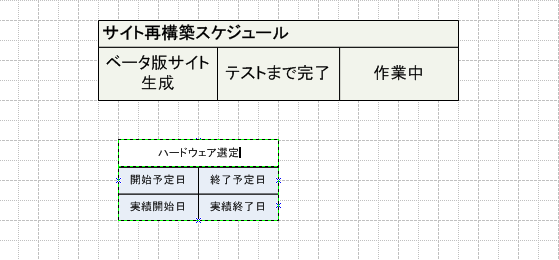 サイト再構築スケジュール
ベータ版サイト
生成
テストまで完了
作業中
ハードウェア選定
開始予定日
終了予定日
実績開始日
実績終了日